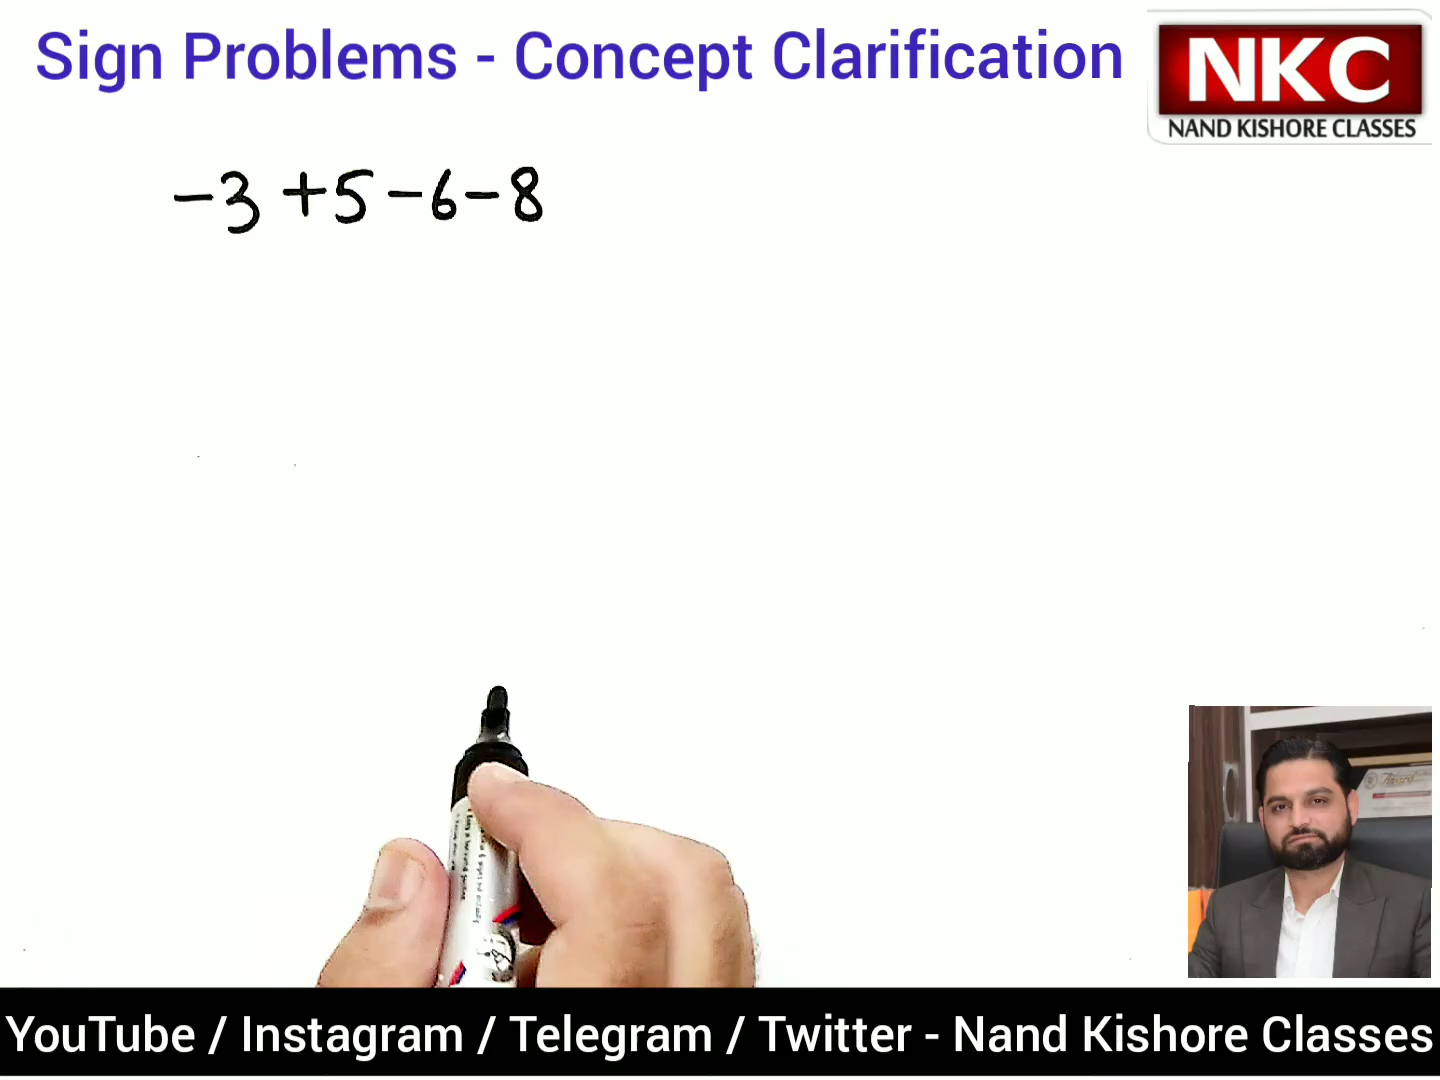 Sign Problems - Concept Clarification
NKC
NAND KISHORE CLASSES
-3 +5 -6 -8
YouTube / Instagram / Telegram / Twitter - Nand Kishore Classes